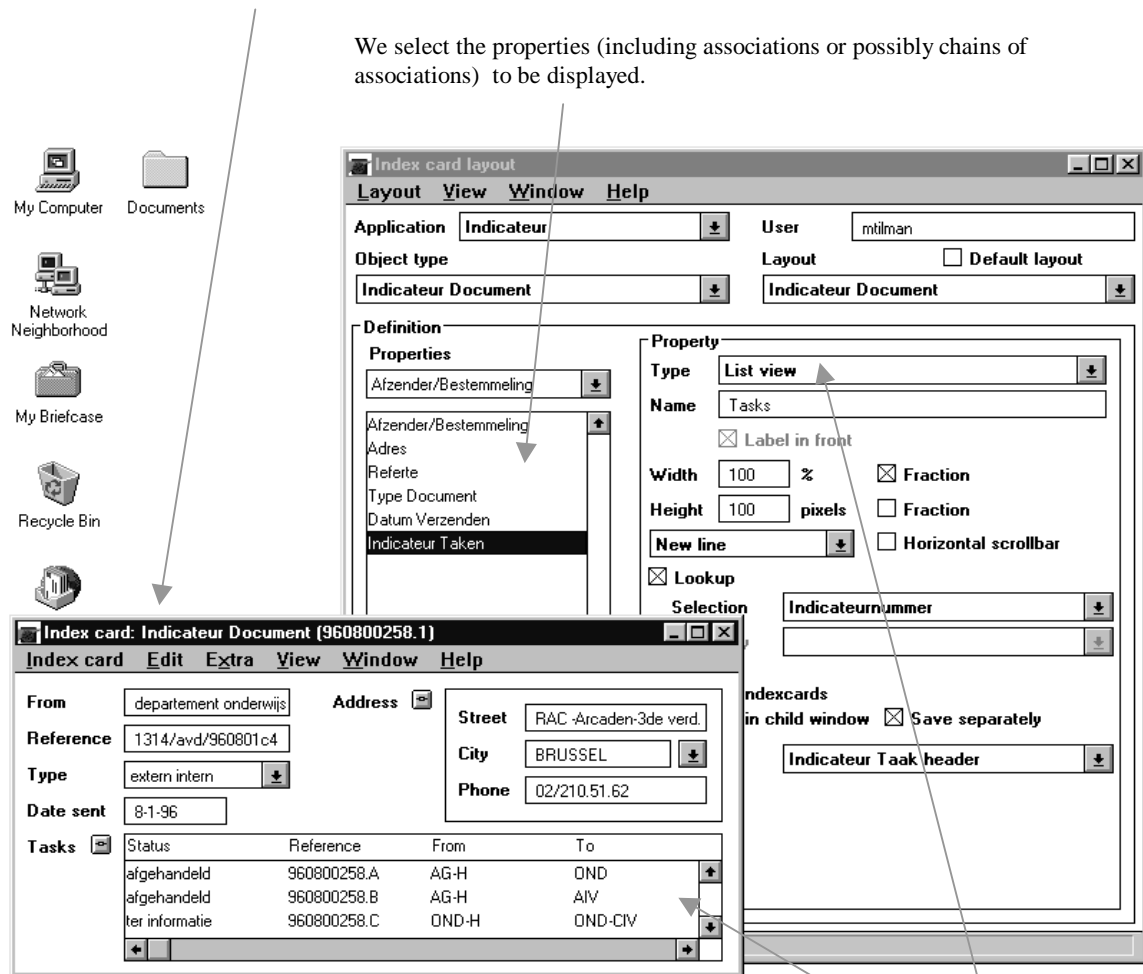 We select the properties (including associations or possibly chains of
associations) to be displayed.
My Computer
Documents
Network
Neighborhood
My Briefcase
Recycle Bin
Index card layout
Layout View Window Help
Application Indicateur
User mtilman
Object type
Layout Default layout
Indicateur Document
Indicateur Document
Definition
Properties
Afzender/Bestemmeling
Afzender/Bestemmeling
Adres
Referte
Type Document
Datum Verzenden
Indicateur Taken
Property
Type List view
Name Tasks
Label in front
Width 100 % Fraction
Height 100 pixels Fraction
New line Horizontal scrollbar
Lookup
Selection Indicateurnummer
in child window Save separately
Indicateur Taak header
Index card: Indicateur Document (960800258.1)
Index card Edit Extra View Window Help
From departement onderwijs
Reference 1314/avd/960801c4
Type extern intern
Date sent 8-1-96
Address
Street RAC -Arcaden-3de verd.
City BRUSSEL
Phone 02/210.51.62
Tasks
Status Reference From To
afgehandeld 960800258.A AG-H OND
afgehandeld 960800258.B AG-H AIV
ter informatie 960800258.C OND-H OND-CIV